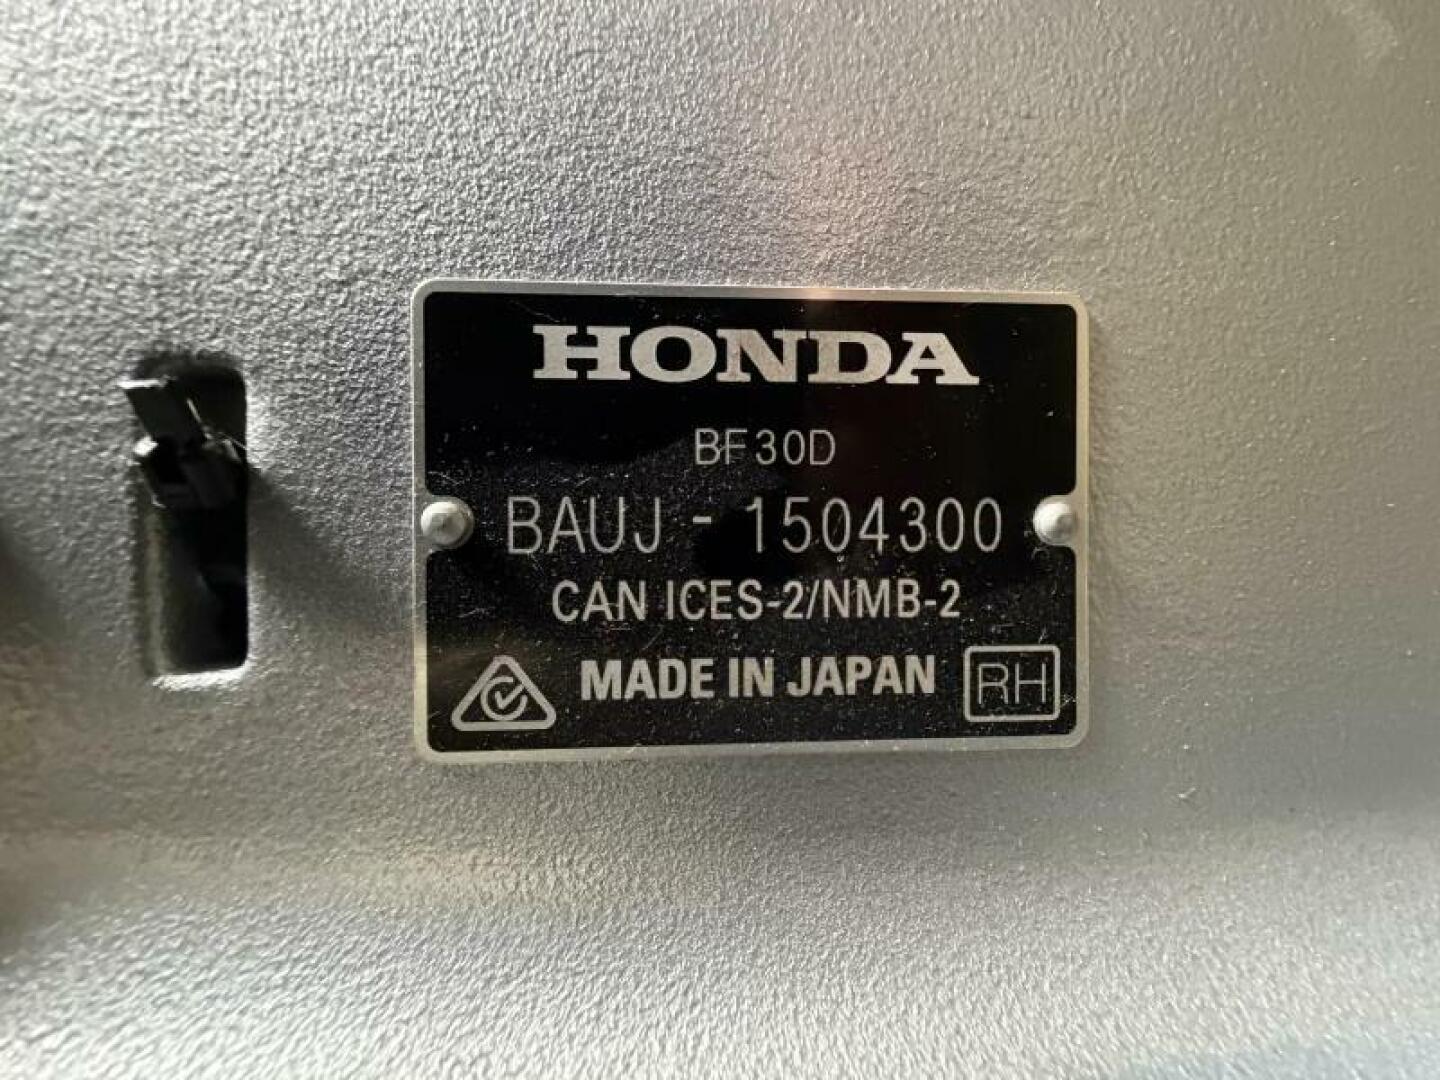 HONDA
BF30D
BAUJ - 1504300
CAN ICES-2/NMB-2
MADE IN JAPAN
RH